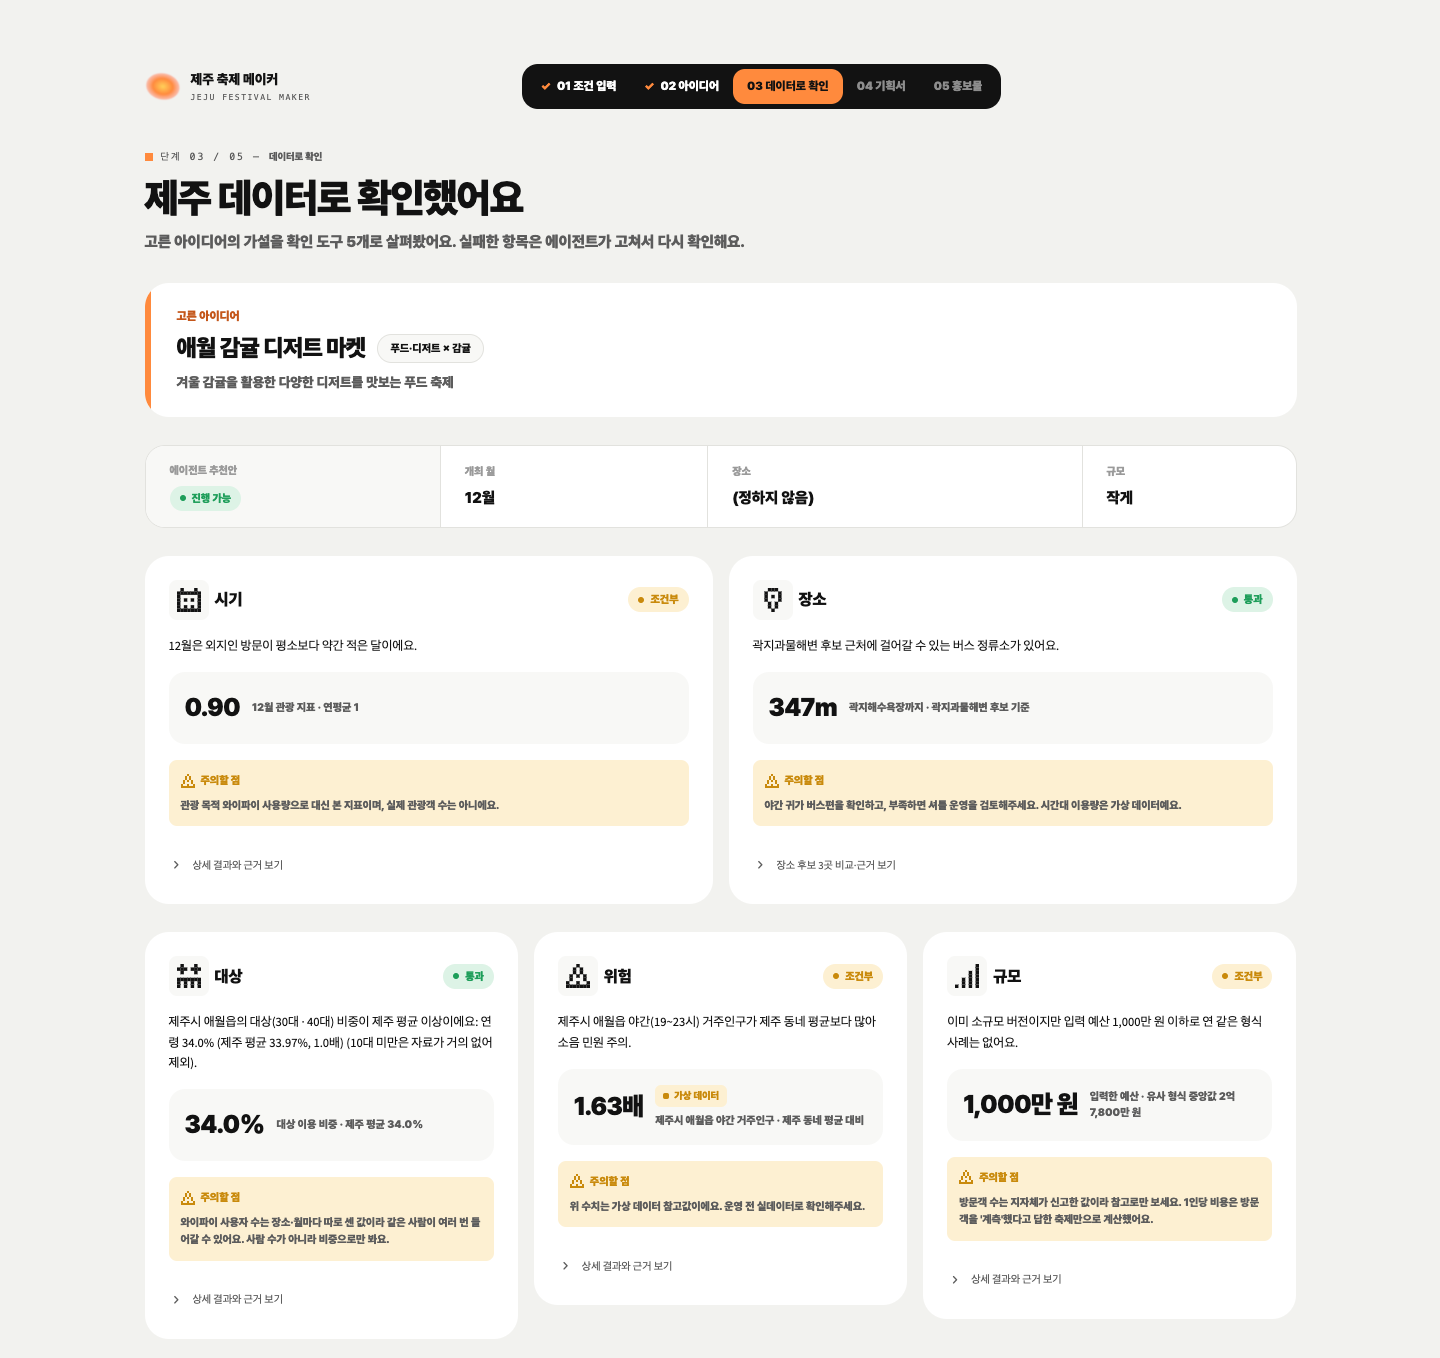 제주 축제 메이커
JEJU FESTIVAL MAKER
01 조건 입력
02 아이디어
03 데이터로 확인
04 기획서
05 홍보물
단계 03 / 05 — 데이터로 확인
제주 데이터로 확인했어요
고른 아이디어의 가설을 확인 도구 5개로 살펴봤어요. 실패한 항목은 에이전트가 고쳐서 다시 확인해요.
고른 아이디어
애월 감귤 디저트 마켓
푸드·디저트 × 감귤
겨울 감귤을 활용한 다양한 디저트를 맛보는 푸드 축제
에이전트 추천안
진행 가능
개최 월
12월
장소
(정하지 않음)
규모
작게
시기
조건부
12월은 외지인 방문이 평소보다 약간 적은 달이에요.
0.90
12월 관광 지표 · 연평균 1
주의할 점
관광 목적 와이파이 사용량으로 대신 본 지표이며, 실제 관광객 수는 아니에요.
상세 결과와 근거 보기
장소
통과
곽지과물해변 후보 근처에 걸어갈 수 있는 버스 정류소가 있어요.
347m
곽지해수욕장까지 · 곽지과물해변 후보 기준
주의할 점
야간 귀가 버스편을 확인하고, 부족하면 셔틀 운영을 검토해주세요. 시간대 이용량은 가상 데이터예요.
장소 후보 3곳 비교·근거 보기
대상
통과
제주시 애월읍의 대상(30대 · 40대) 비중이 제주 평균 이상이에요: 연
령 34.0% (제주 평균 33.97%, 1.0배) (10대 미만은 자료가 거의 없어
제외).
34.0%
대상 이용 비중 · 제주 평균 34.0%
주의할 점
와이파이 사용자 수는 장소·월마다 따로 센 값이라 같은 사람이 여러 번 들
어갈 수 있어요. 사람 수가 아니라 비중으로만 봐요.
상세 결과와 근거 보기
위험
조건부
제주시 애월읍 야간(19~23시) 거주인구가 제주 동네 평균보다 많아
소음 민원 주의.
1.63배
가상 데이터
제주시 애월읍 야간 거주인구 · 제주 동네 평균 대비
주의할 점
위 수치는 가상 데이터 참고값이에요. 운영 전 실데이터로 확인해주세요.
상세 결과와 근거 보기
규모
조건부
이미 소규모 버전이지만 입력 예산 1,000만 원 이하로 연 같은 형식
사례는 없어요.
1,000만 원
입력한 예산 · 유사 형식 중앙값 2억
7,800만 원
주의할 점
방문객 수는 지자체가 신고한 값이라 참고로만 보세요. 1인당 비용은 방문
객을 '계측'했다고 답한 축제만으로 계산했어요.
상세 결과와 근거 보기